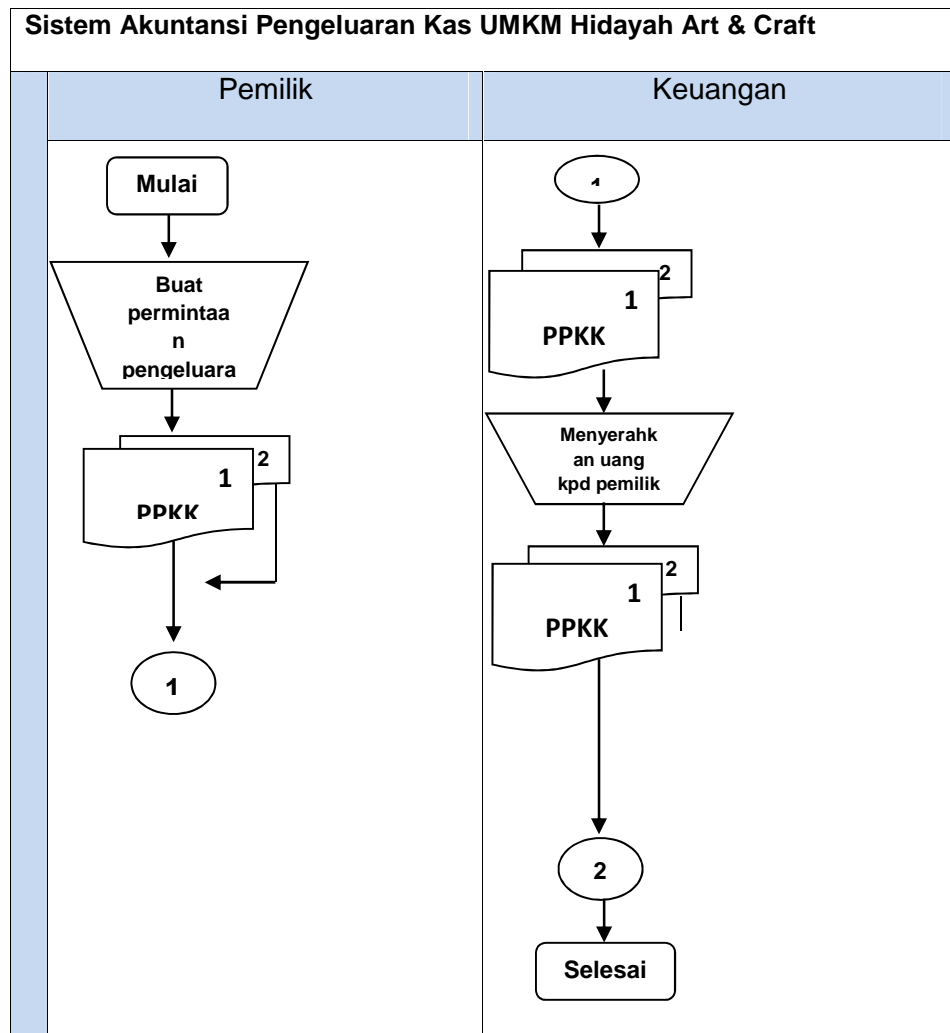 Sistem Akuntansi Pengeluaran Kas UMKM Hidayah Art & Craft
Pemilik
Keuangan
Mulai
Buat
permintaa
n
pengeluara
2
1
PPKK
1
1
2
1
PPKK
Menyerahk
an uang
kpd pemilik
2
1
PPKK
2
Selesai